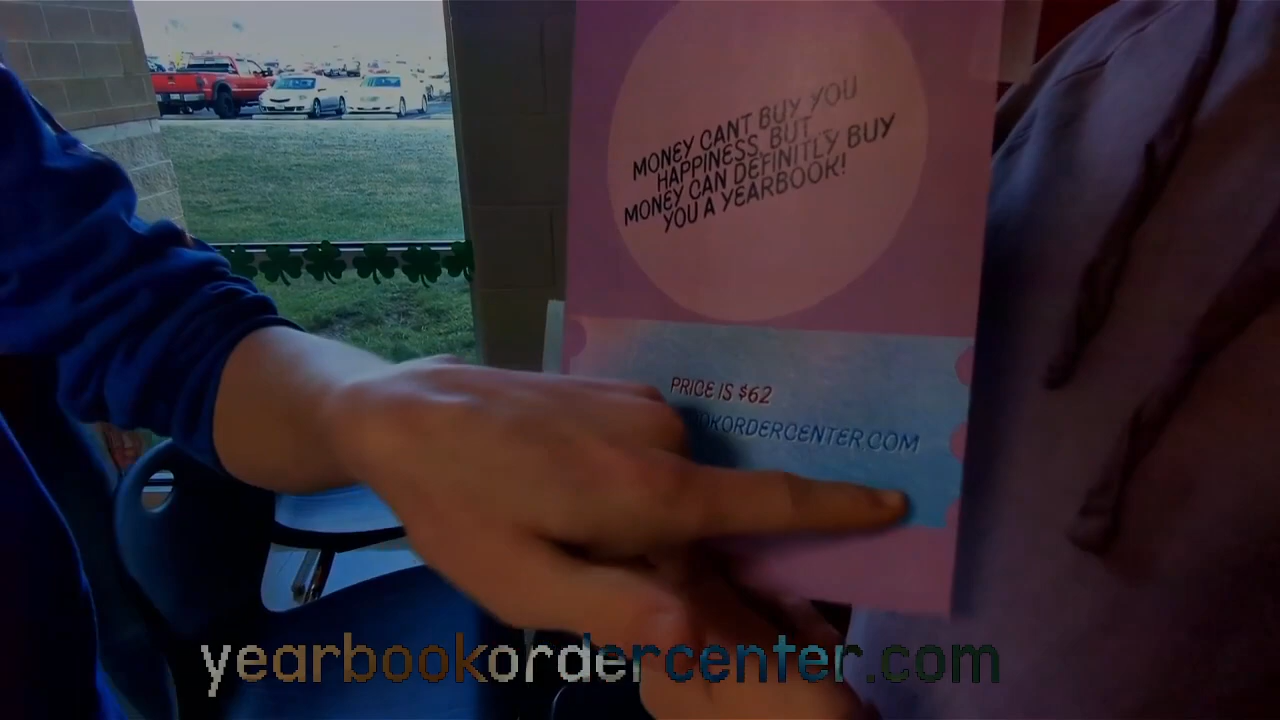 MONEY CANT BUY YOU
HAPPINESS, BUT
MONEY CAN DEFINITLY BUY
YOU A YEARBOOK!
PRICE IS $62
OKORDERCENTER.COM
yearbookordercenter.com